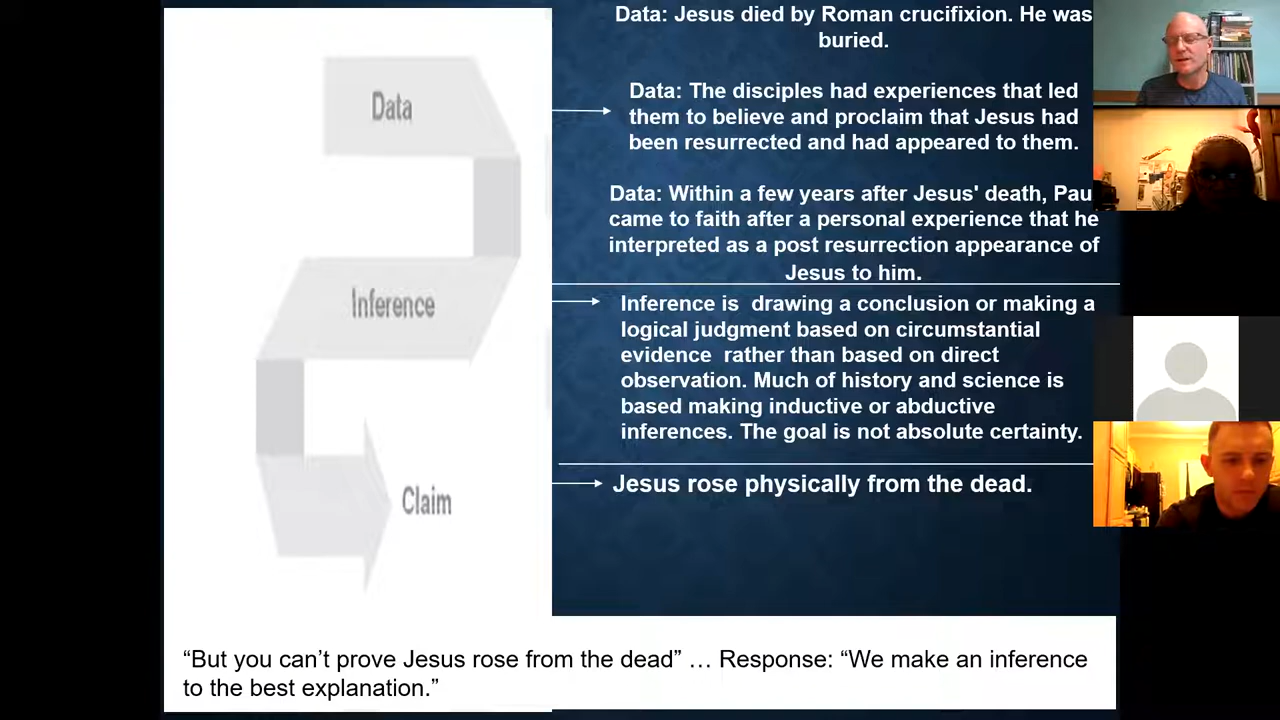 Data: Jesus died by Roman crucifixion. He was
buried.
Data
Data: The disciples had experiences that led
them to believe and proclaim that Jesus had
been resurrected and had appeared to them.
Data: Within a few years after Jesus' death, Pau
came to faith after a personal experience that he
interpreted as a post resurrection appearance of
Jesus to him.
Inference
Inference is drawing a conclusion or making a
logical judgment based on circumstantial
evidence rather than based on direct
observation. Much of history and science is
based making inductive or abductive
inferences. The goal is not absolute certainty.
Claim
Jesus rose physically from the dead.
“But you can’t prove Jesus rose from the dead” … Response: “We make an inference
to the best explanation.”